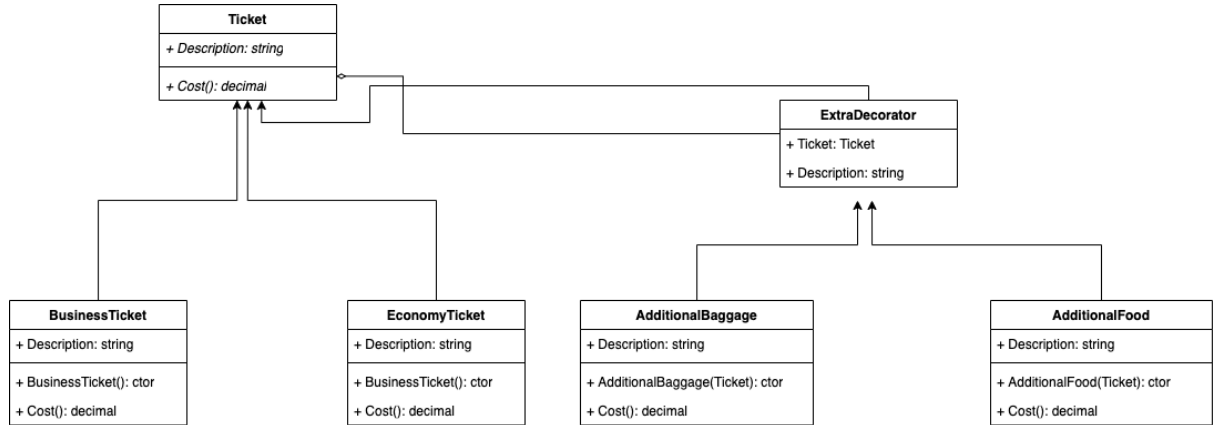 Ticket
+ Description: string
+ Cost(): decimal
ExtraDecorator
+ Ticket: Ticket
+ Description: string
BusinessTicket
+ Description: string
+ BusinessTicket(): ctor
+ Cost(): decimal
EconomyTicket
+ Description: string
+ BusinessTicket(): ctor
+ Cost(): decimal
AdditionalBaggage
+ Description: string
+ AdditionalBaggage(Ticket): ctor
+ Cost(): decimal
AdditionalFood
+ Description: string
+ AdditionalFood(Ticket): ctor
+ Cost(): decimal